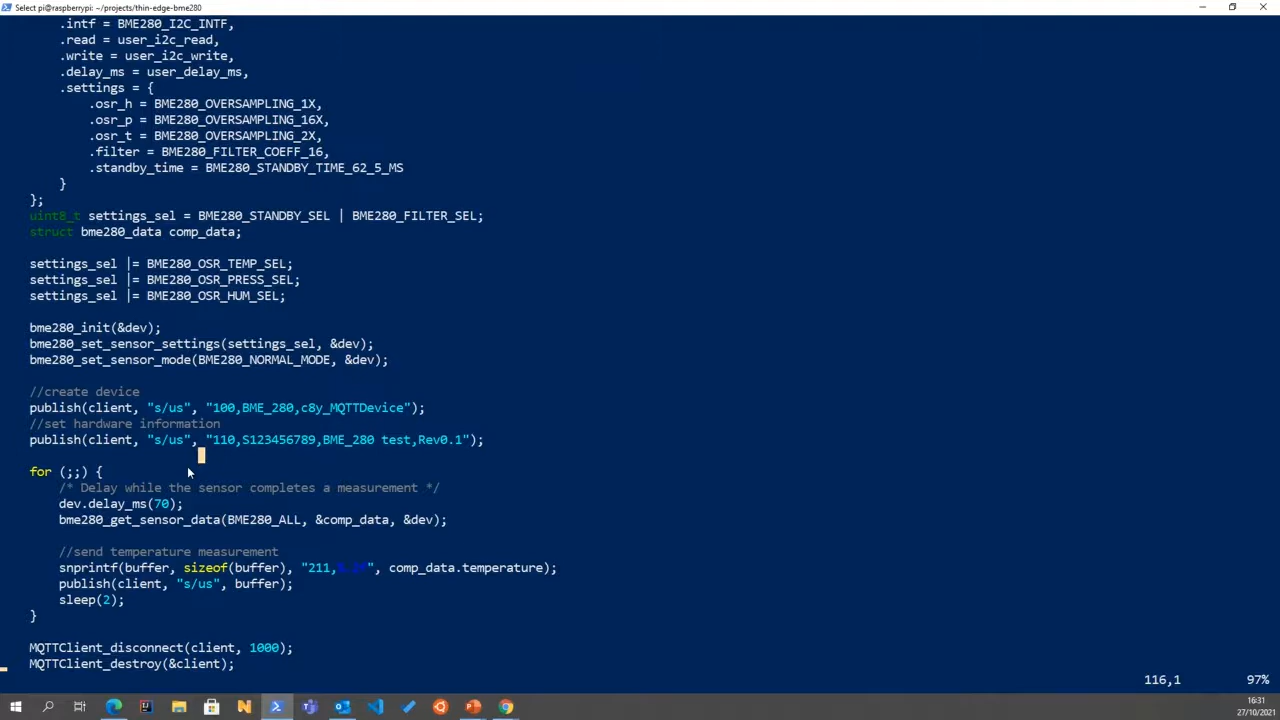 Select pi@raspberrypi: ~/projects/thin-edge-bme280
.intf = BME280_I2C_INTF,
.read = user_i2c_read,
.write = user_i2c_write,
.delay_ms = user_delay_ms,
.settings = {
.osr_h = BME280_OVERSAMPLING_1X,
.osr_p = BME280_OVERSAMPLING_16X,
.osr_t = BME280_OVERSAMPLING_2X,
.filter = BME280_FILTER_COEFF_16,
.standby_time = BME280_STANDBY_TIME_62_5_MS
}
};
uint8_t settings_sel = BME280_STANDBY_SEL | BME280_FILTER_SEL;
struct bme280_data comp_data;
settings_sel |= BME280_OSR_TEMP_SEL;
settings_sel |= BME280_OSR_PRESS_SEL;
settings_sel |= BME280_OSR_HUM_SEL;
bme280_init(&dev);
bme280_set_sensor_settings(settings_sel, &dev);
bme280_set_sensor_mode(BME280_NORMAL_MODE, &dev);
//create device
publish(client, "s/us", "100,BME_280,c8y_MQTTDevice");
//set hardware information
publish(client, "s/us", "110,S123456789,BME_280 test,Rev0.1");
for (;;) {
/* Delay while the sensor completes a measurement */
dev.delay_ms(70);
bme280_get_sensor_data(BME280_ALL, &comp_data, &dev);
//send temperature measurement
snprintf(buffer, sizeof(buffer), "211,", comp_data.temperature);
publish(client, "s/us", buffer);
sleep(2);
}
MQTTClient_disconnect(client, 1000);
MQTTClient_destroy(&client);
116,1 97%
16:31
27/10/2021